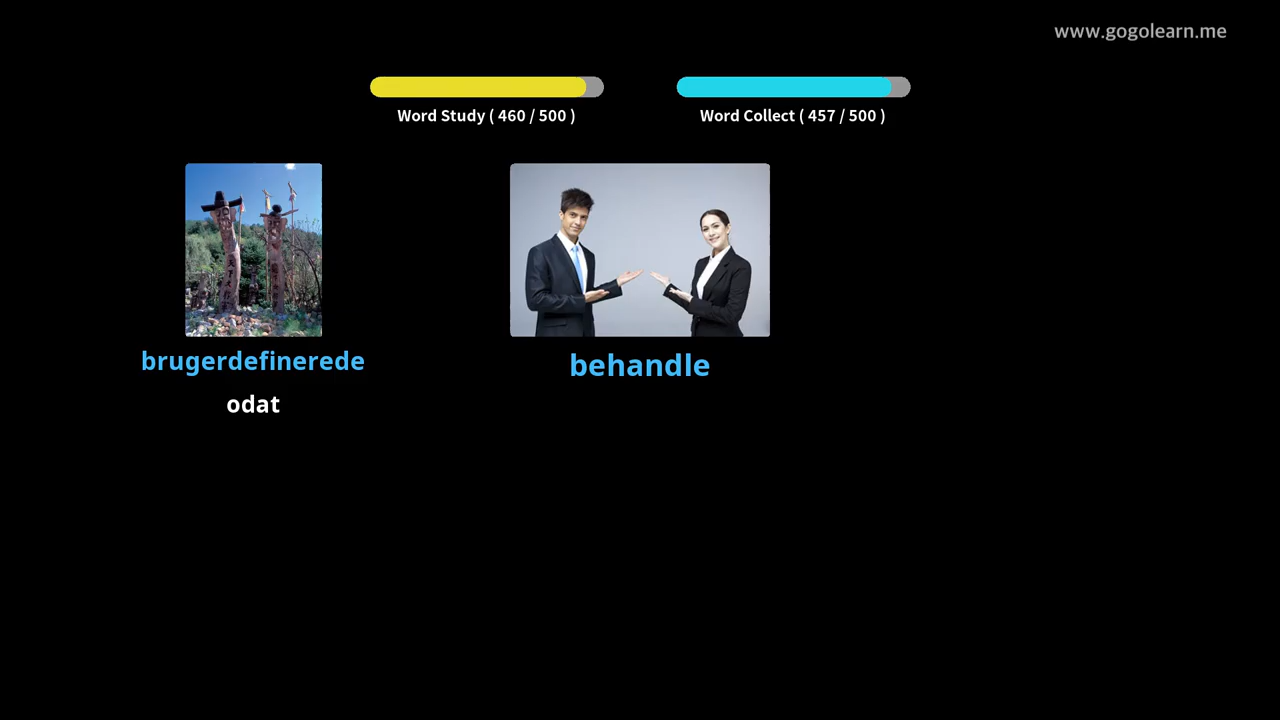 www.gogolearn.me
Word Study ( 460 / 500 )
Word Collect ( 457 / 500 )
brugerdefinerede
behandle
odat